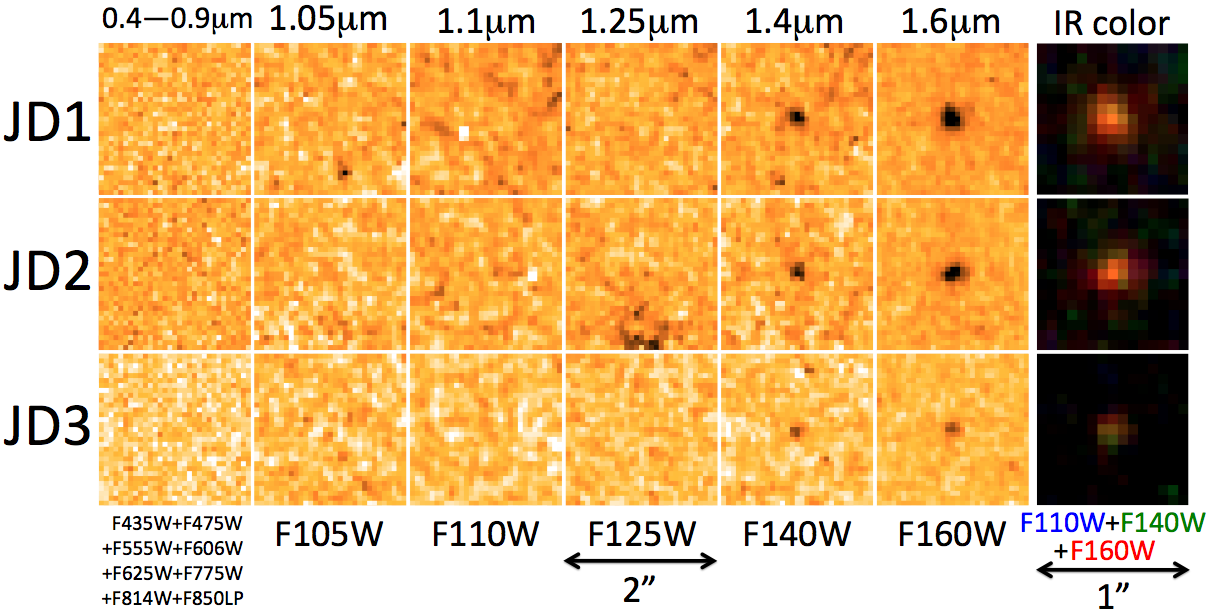 0.4—0.9μm 1.05μm 1.1μm 1.25μm 1.4μm 1.6μm IR color
JD1
JD2
JD3
F435W+F475W
+F555W+F606W
+F625W+F775W
+F814W+F850LP
F105W F110W F125W F140W F160W
2”
F110W+F140W
+F160W
1”